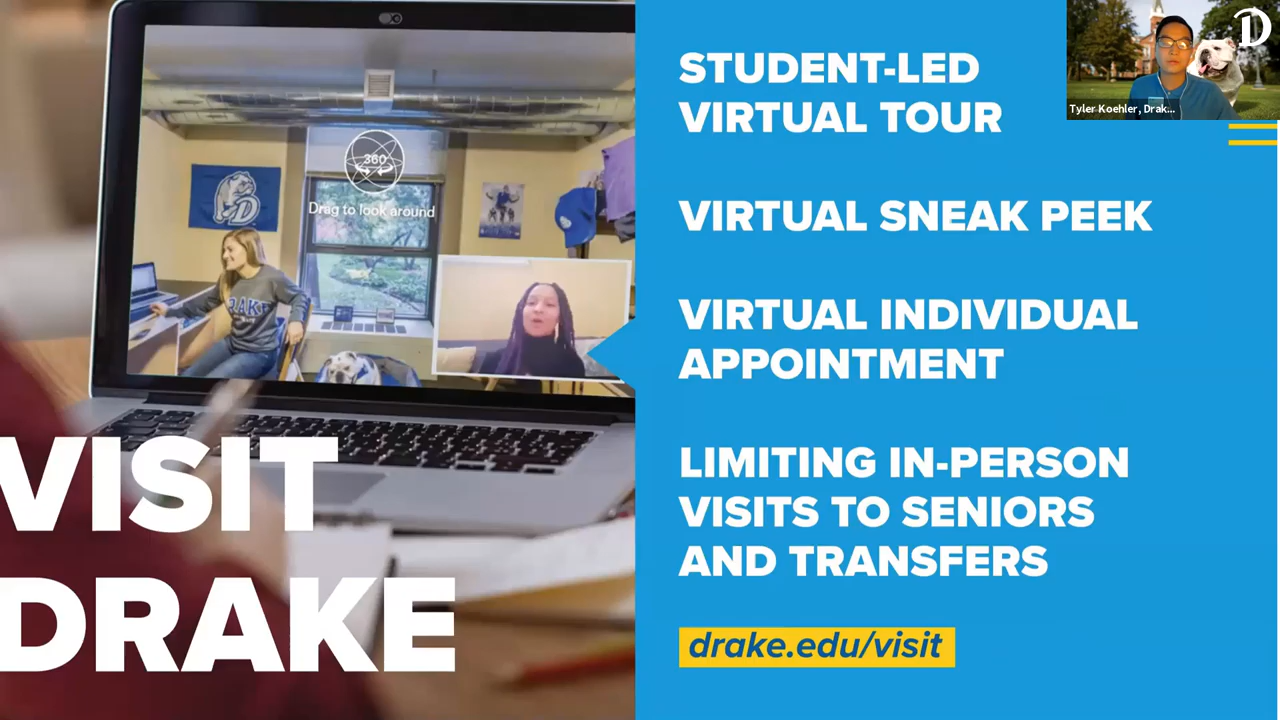 STUDENT-LED
VIRTUAL TOUR
VIRTUAL SNEAK PEEK
VIRTUAL INDIVIDUAL
APPOINTMENT
LIMITING IN-PERSON
VISITS TO SENIORS
AND TRANSFERS
drake.edu/visit
VISIT
DRAKE
360
Drag to look around
D
DRAKE
D
Tyler Koehler, Drak...